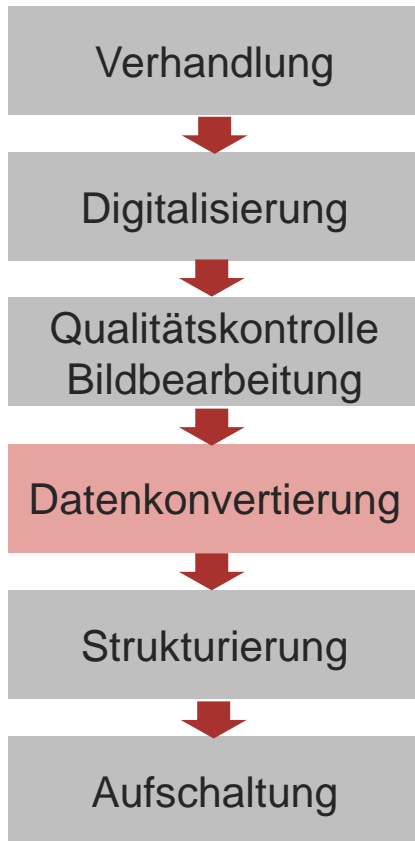 Verhandlung
Digitalisierung
Qualitätskontrolle
Bildbearbeitung
Datenkonvertierung
Strukturierung
Aufschaltung